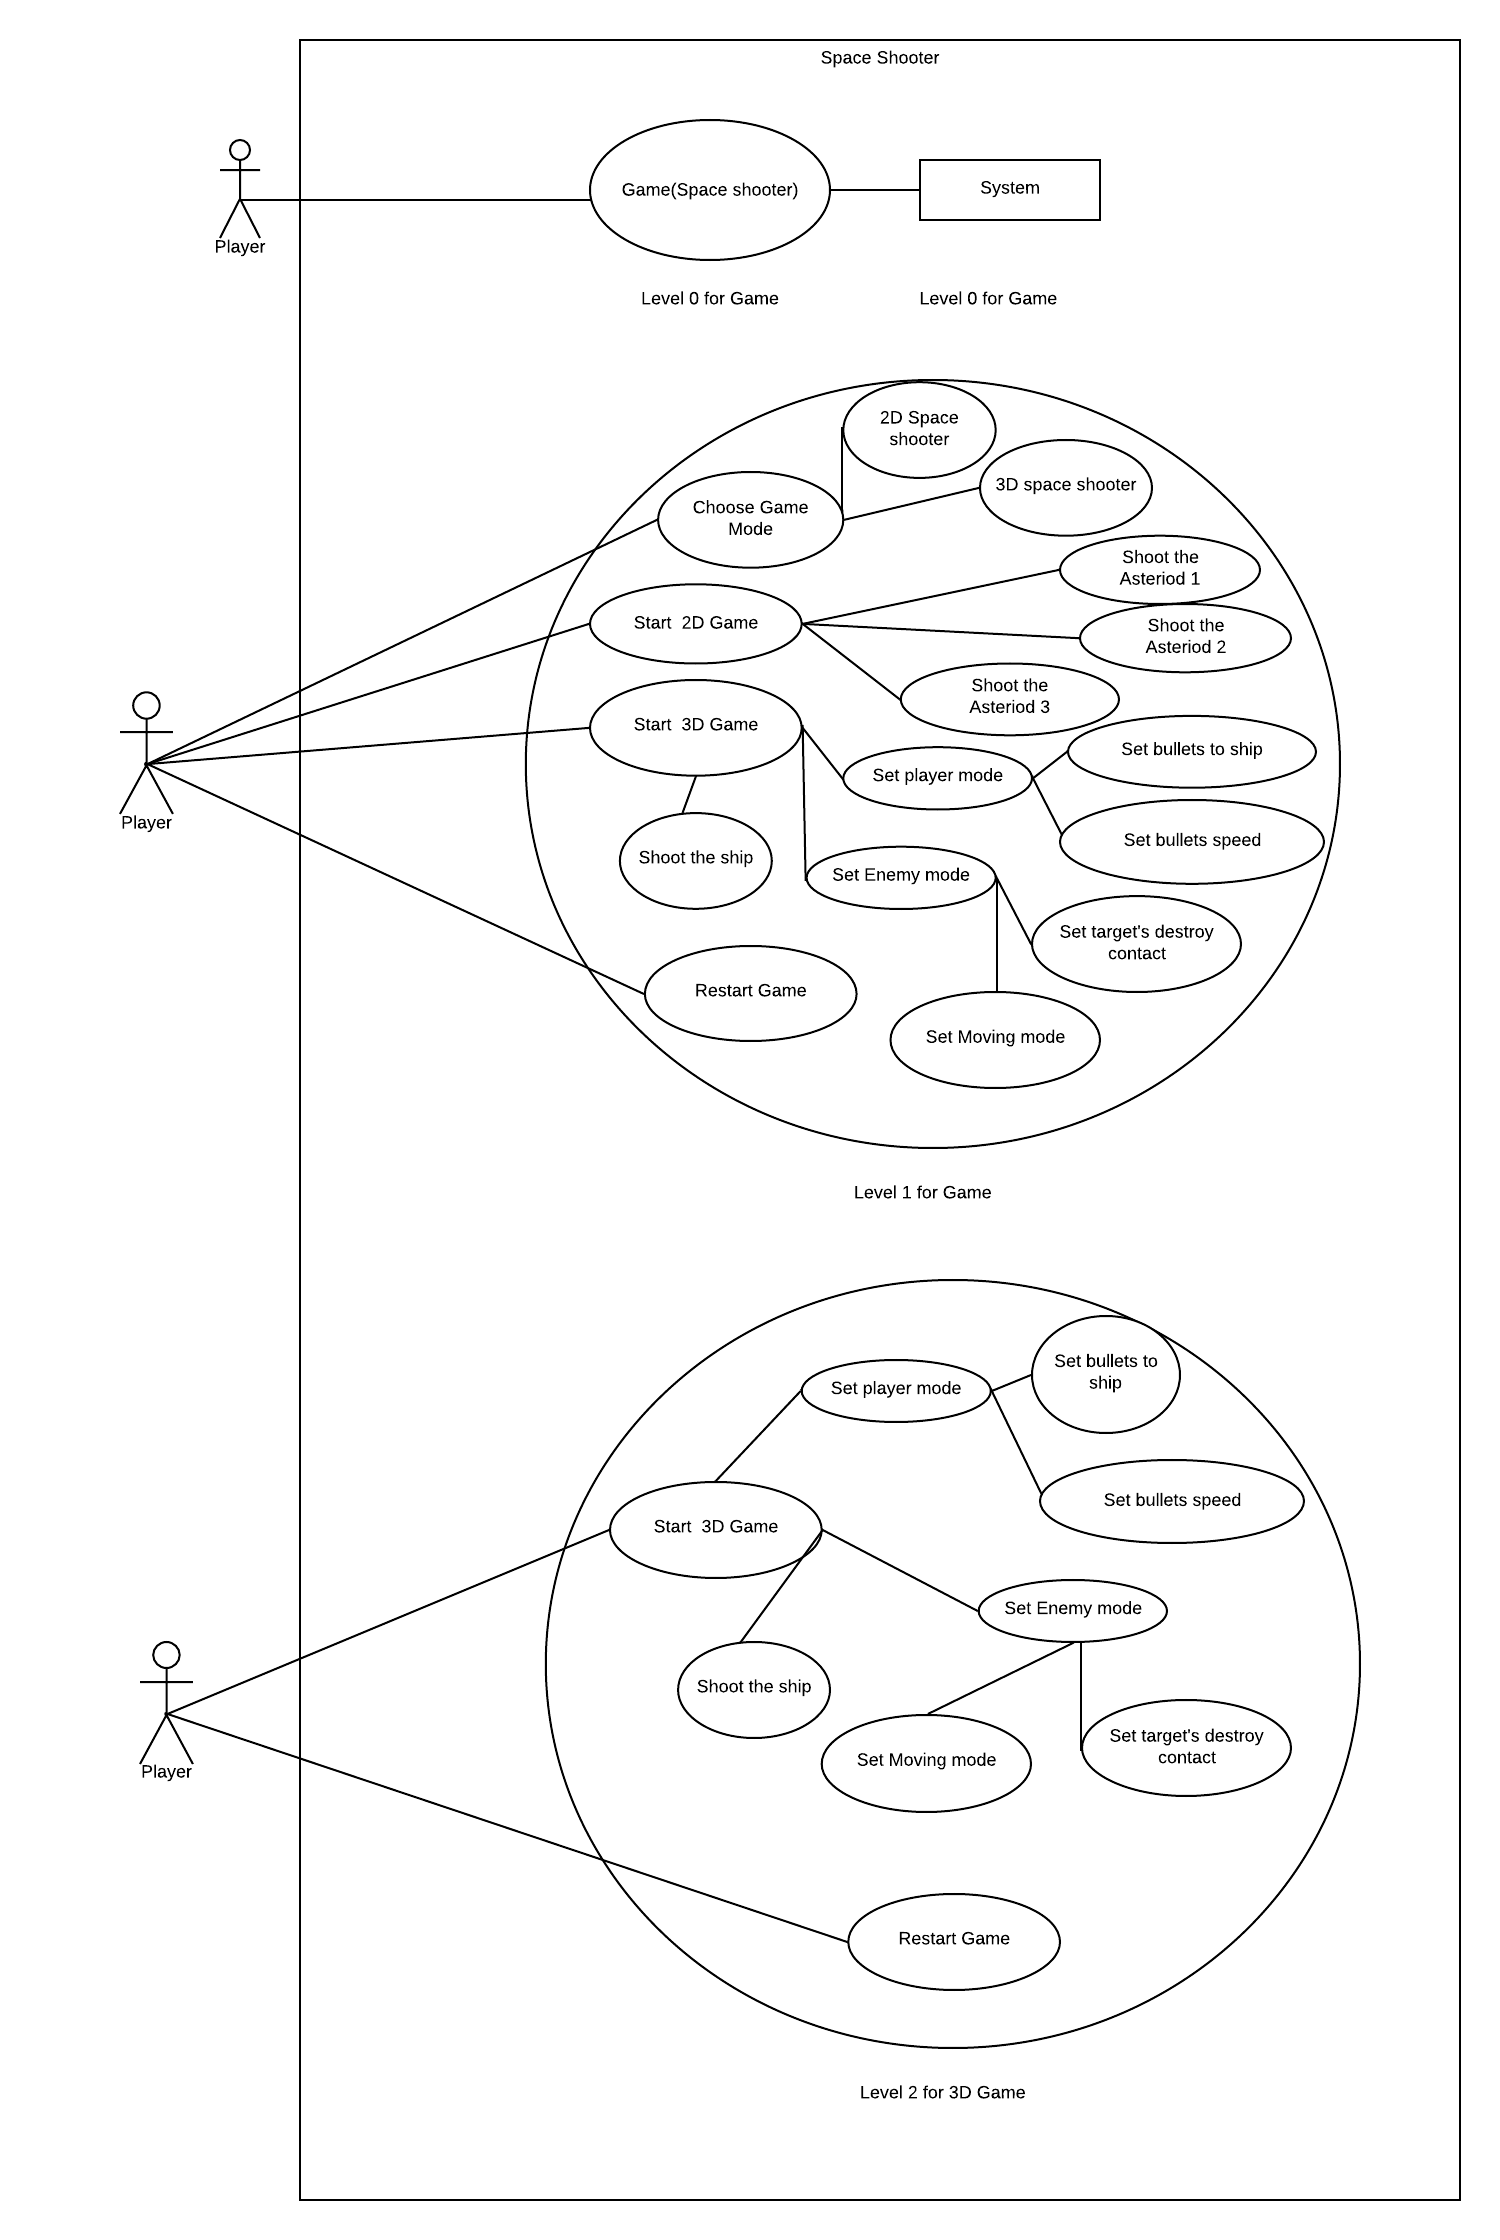 Space Shooter
Game(Space shooter)
System
Player
Level 0 for Game
Level 0 for Game
2D Space
shooter
3D space shooter
Choose Game
Mode
Shoot the
Asteriod 1
Start  2D Game
Shoot the
Asteriod 2
Shoot the
Asteriod 3
Start  3D Game
Set bullets to ship
Set player mode
Player
Set bullets speed
Shoot the ship
Set Enemy mode
Set target's destroy
contact
Restart Game
Set Moving mode
Level 1 for Game
Set bullets to
ship
Set player mode
Set bullets speed
Start  3D Game
Set Enemy mode
Shoot the ship
Set target's destroy
contact
Set Moving mode
Player
Restart Game
Level 2 for 3D Game